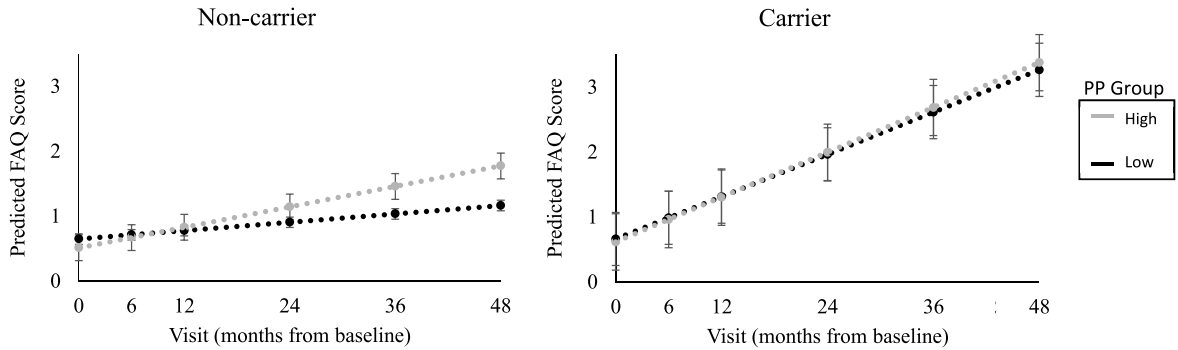 Non-carrier
Predicted FAQ Score
3
2
1
0
0 6 12 24 36 48
Visit (months from baseline)
Carrier
Predicted FAQ Score
3
2
1
0
0 6 12 24 36 48
Visit (months from baseline)
PP Group
High
Low